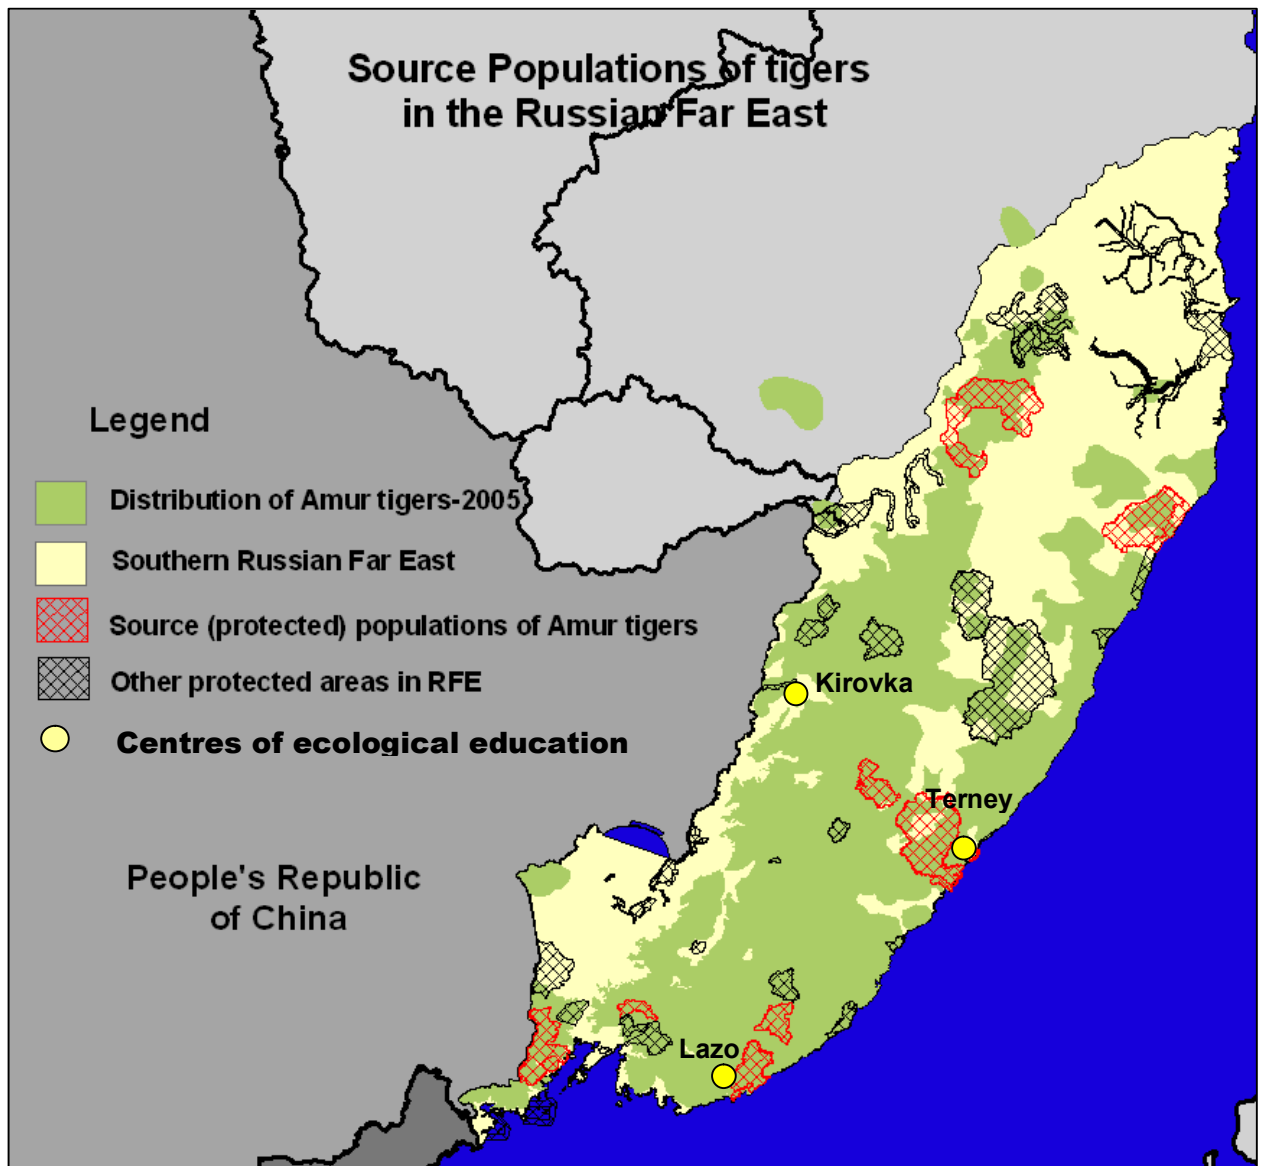 Source Populations of tigers
in the Russian Far East
Legend
Distribution of Amur tigers-2005
Southern Russian Far East
Source (protected) populations of Amur tigers
Other protected areas in RFE
Centres of ecological education
Kirovka
Terney
People's Republic
of China
Lazo